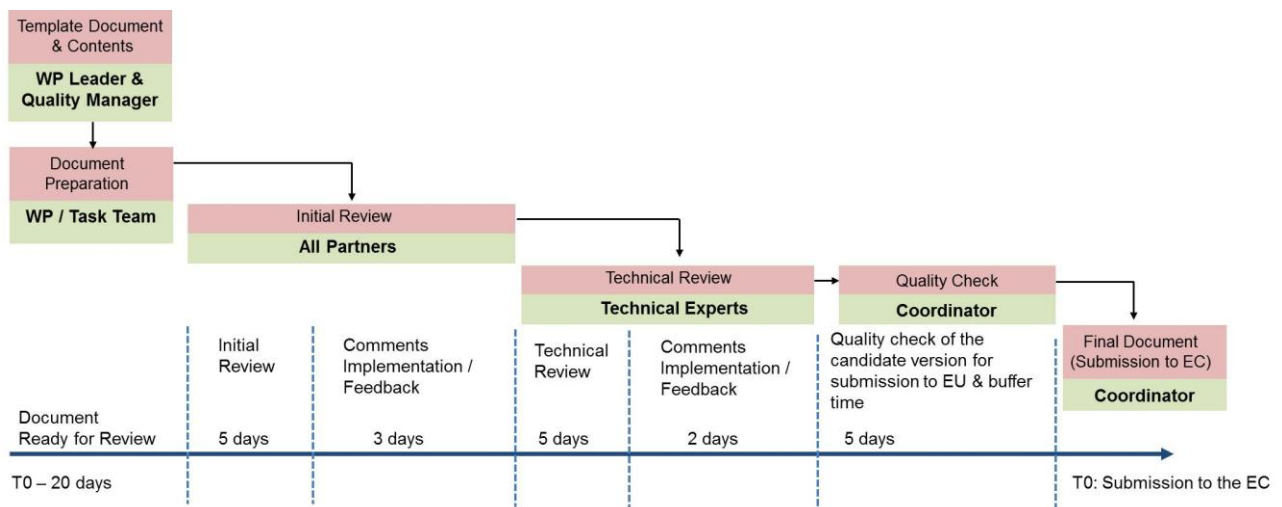 Template Document
& Contents
WP Leader &
Quality Manager
Document
Preparation
WP / Task Team
Initial Review
All Partners
Technical Review
Technical Experts
Quality Check
Coordinator
Final Document
(Submission to EC)
Coordinator
Initial
Review
Comments
Implementation /
Feedback
Technical
Review
Comments
Implementation /
Feedback
Quality check of the
candidate version for
submission to EU & buffer
time
Document
Ready for Review
5 days
3 days
5 days
2 days
5 days
T0 – 20 days
T0: Submission to the EC